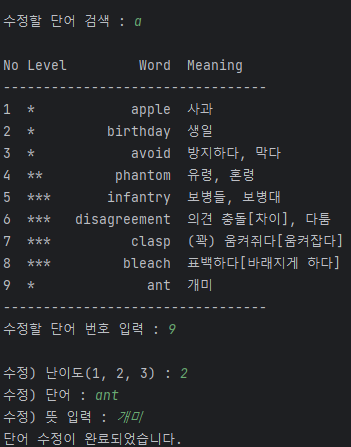 수정할 단어 검색 : a
No Level Word Meaning
---------------------------------
1 * apple 사과
2 * birthday 생일
3 * avoid 방지하다, 막다
4 ** phantom 유령, 혼령
5 *** infantry 보병들, 보병대
6 *** disagreement 의견 충돌[차이], 다툼
7 *** clasp (꽉) 움켜쥐다[움켜잡다]
8 *** bleach 표백하다[바래지게 하다]
9 * ant 개미
---------------------------------
수정할 단어 번호 입력 : 9
수정) 난이도(1, 2, 3) : 2
수정) 단어 : ant
수정) 뜻 입력 : 개미
단어 수정이 완료되었습니다.